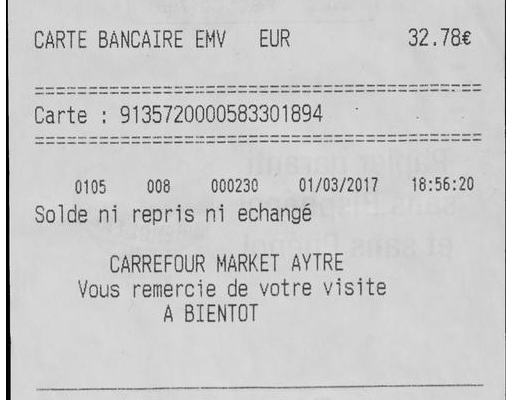 CARTE BANCAIRE EMV EUR 32.78€
==================================================
Carte : 9135720000583301894
==================================================
0105 008 000230 01/03/2017 18:56:20
Solde ni repris ni echangé
CARREFOUR MARKET AYTRE
Vous remercie de votre visite
A BIENTOT